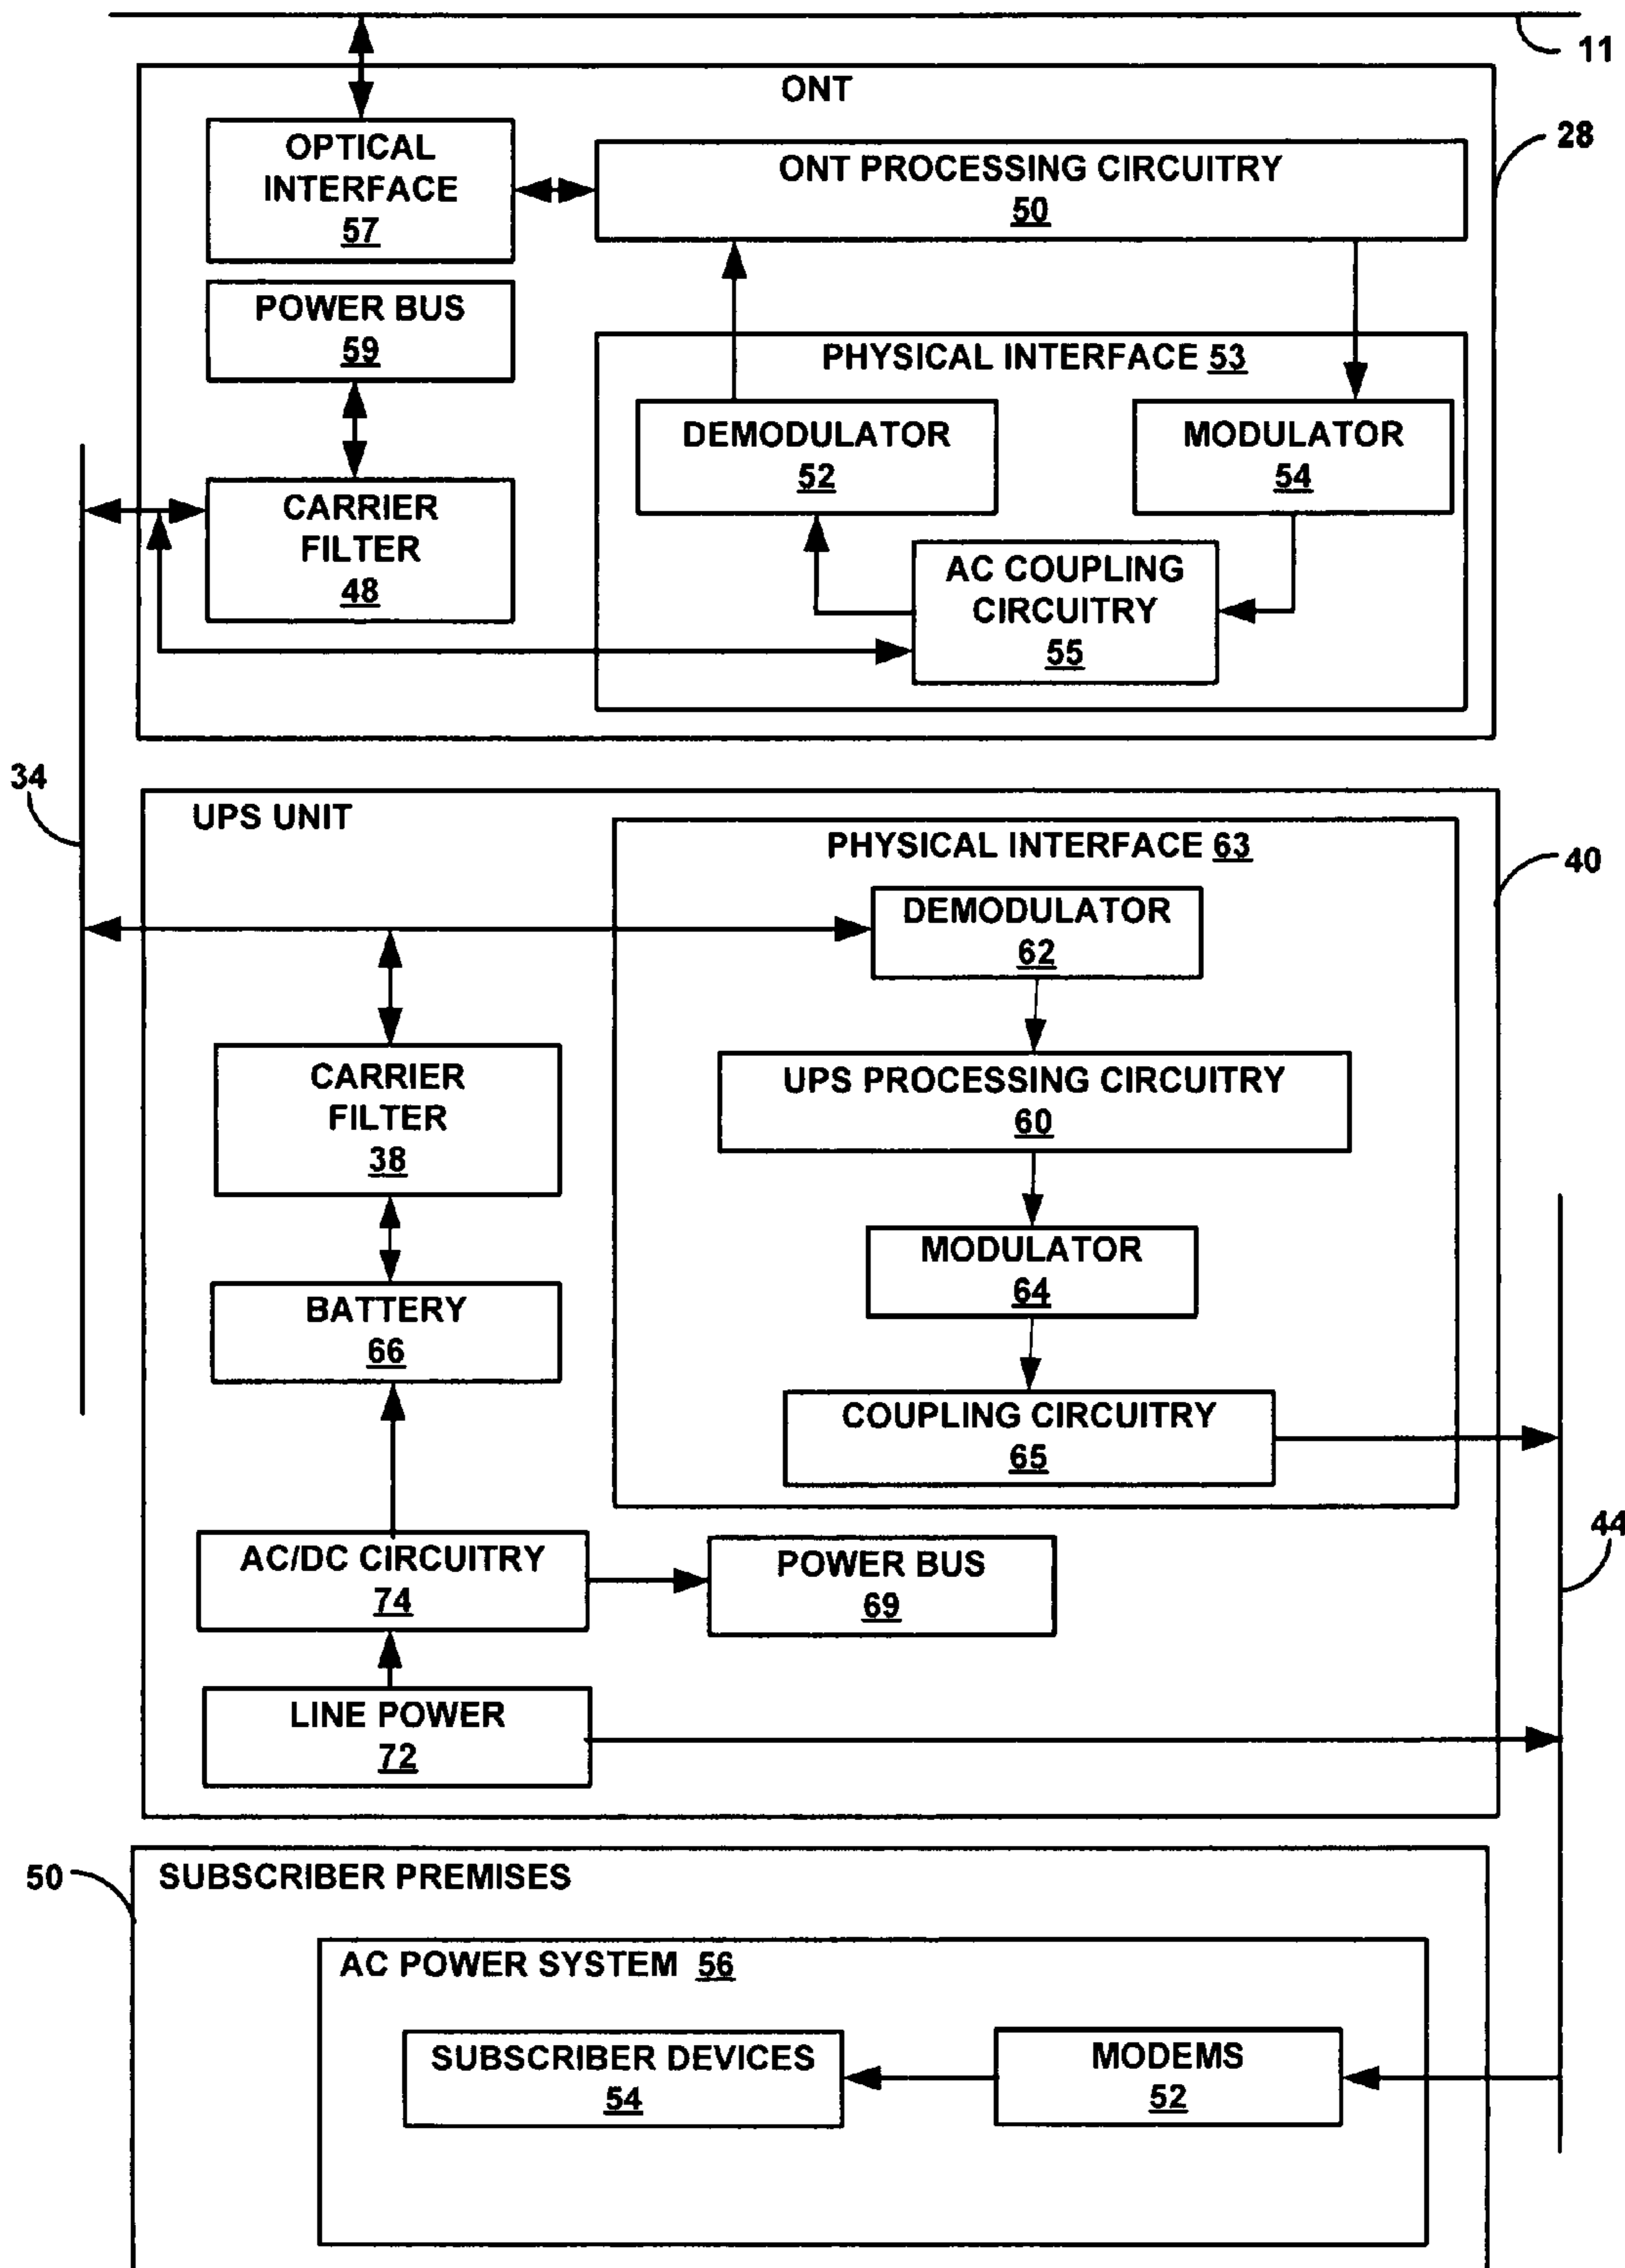 11
ONT
28
OPTICAL
INTERFACE
57
ONT PROCESSING CIRCUITRY
50
POWER BUS
59
PHYSICAL INTERFACE 53
DEMODULATOR
52
MODULATOR
54
CARRIER
FILTER
48
AC COUPLING
CIRCUITRY
55
34
UPS UNIT
40
PHYSICAL INTERFACE 63
DEMODULATOR
62
UPS PROCESSING CIRCUITRY
60
CARRIER
FILTER
38
MODULATOR
64
BATTERY
66
COUPLING CIRCUITRY
65
44
AC/DC CIRCUITRY
74
POWER BUS
69
LINE POWER
72
50
SUBSCRIBER PREMISES
AC POWER SYSTEM 56
SUBSCRIBER DEVICES
54
MODEMS
52